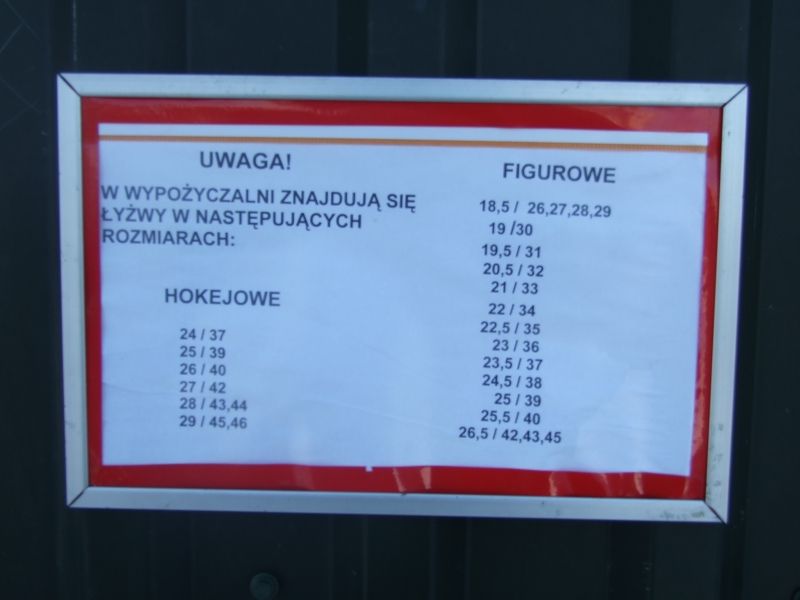 UWAGA!
W WYPOŻYCZALNI ZNAJDUJĄ SIĘ
ŁYŻWY W NASTĘPUJĄCYCH
ROZMIARACH:
HOKEJOWE
24 / 37
25 / 39
26 / 40
27 / 42
28 / 43,44
29 / 45,46
FIGUROWE
18,5 / 26,27,28,29
19 /30
19,5 / 31
20,5 / 32
21 / 33
22 / 34
22,5 / 35
23 / 36
23,5 / 37
24,5 / 38
25 / 39
25,5 / 40
26,5 / 42,43,45